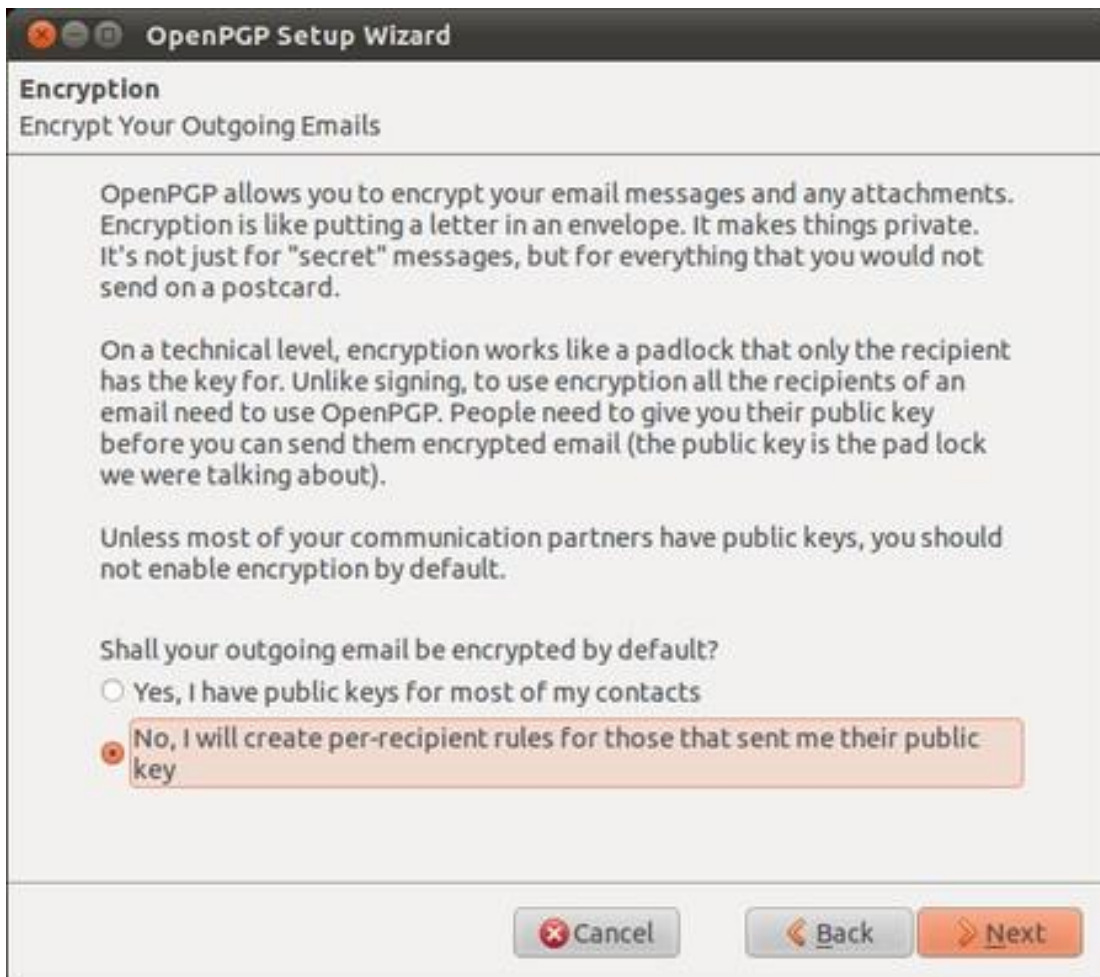 OpenPGP Setup Wizard
Encryption
Encrypt Your Outgoing Emails
OpenPGP allows you to encrypt your email messages and any attachments.
Encryption is like putting a letter in an envelope. It makes things private.
It's not just for "secret" messages, but for everything that you would not
send on a postcard.
On a technical level, encryption works like a padlock that only the recipient
has the key for. Unlike signing, to use encryption all the recipients of an
email need to use OpenPGP. People need to give you their public key
before you can send them encrypted email (the public key is the pad lock
we were talking about).
Unless most of your communication partners have public keys, you should
not enable encryption by default.
Shall your outgoing email be encrypted by default?
Yes, I have public keys for most of my contacts
No, I will create per-recipient rules for those that sent me their public
key
Cancel
Back
Next